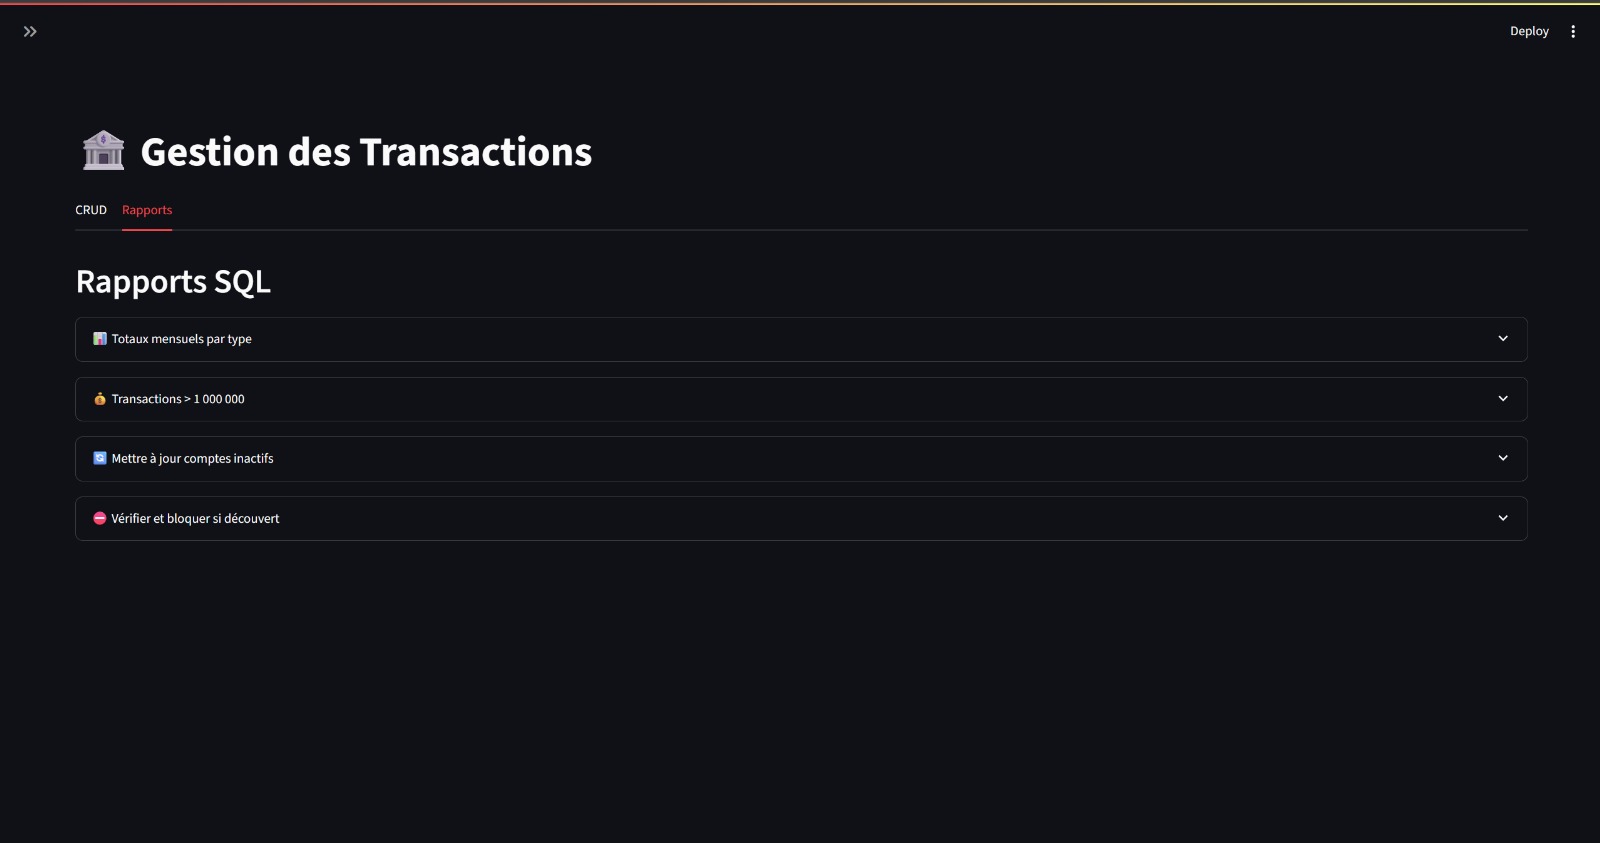 Deploy
Gestion des Transactions
CRUD Rapports
Rapports SQL
Totaux mensuels par type
Transactions > 1 000 000
Mettre à jour comptes inactifs
Vérifier et bloquer si découvert